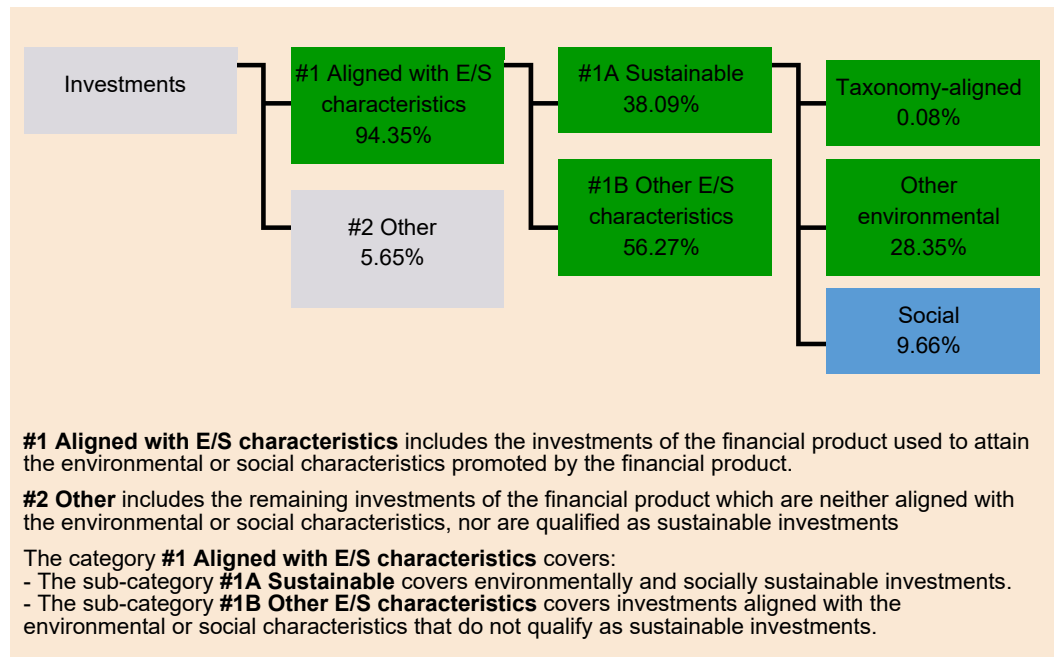 Investments
#1 Aligned with E/S
characteristics
94.35%
#2 Other
5.65%
#1A Sustainable
38.09%
#1B Other E/S
characteristics
56.27%
Taxonomy-aligned
0.08%
Other
environmental
28.35%
Social
9.66%
#1 Aligned with E/S characteristics includes the investments of the financial product used to attain
the environmental or social characteristics promoted by the financial product.
#2 Other includes the remaining investments of the financial product which are neither aligned with
the environmental or social characteristics, nor are qualified as sustainable investments
The category #1 Aligned with E/S characteristics covers:
- The sub-category #1A Sustainable covers environmentally and socially sustainable investments.
- The sub-category #1B Other E/S characteristics covers investments aligned with the
environmental or social characteristics that do not qualify as sustainable investments.